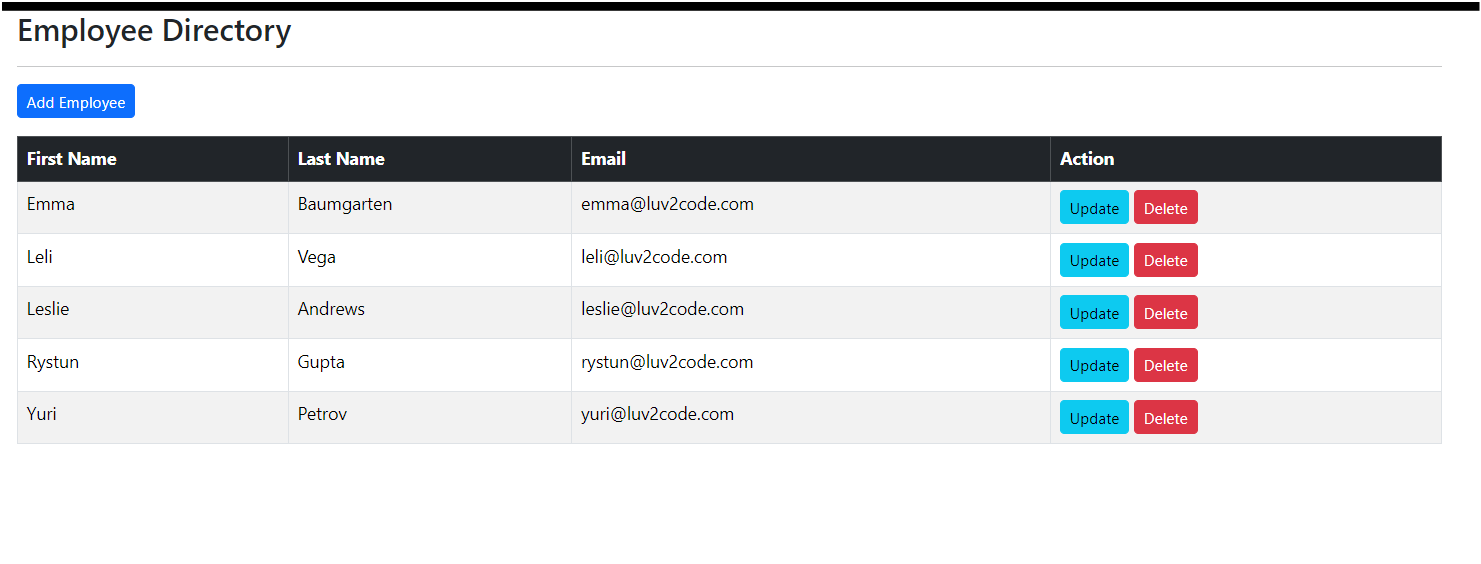 Employee Directory
Add Employee
First Name Last Name Email Action
Emma Baumgarten emma@luv2code.com Update Delete
Leli Vega leli@luv2code.com Update Delete
Leslie Andrews leslie@luv2code.com Update Delete
Rystun Gupta rystun@luv2code.com Update Delete
Yuri Petrov yuri@luv2code.com Update Delete